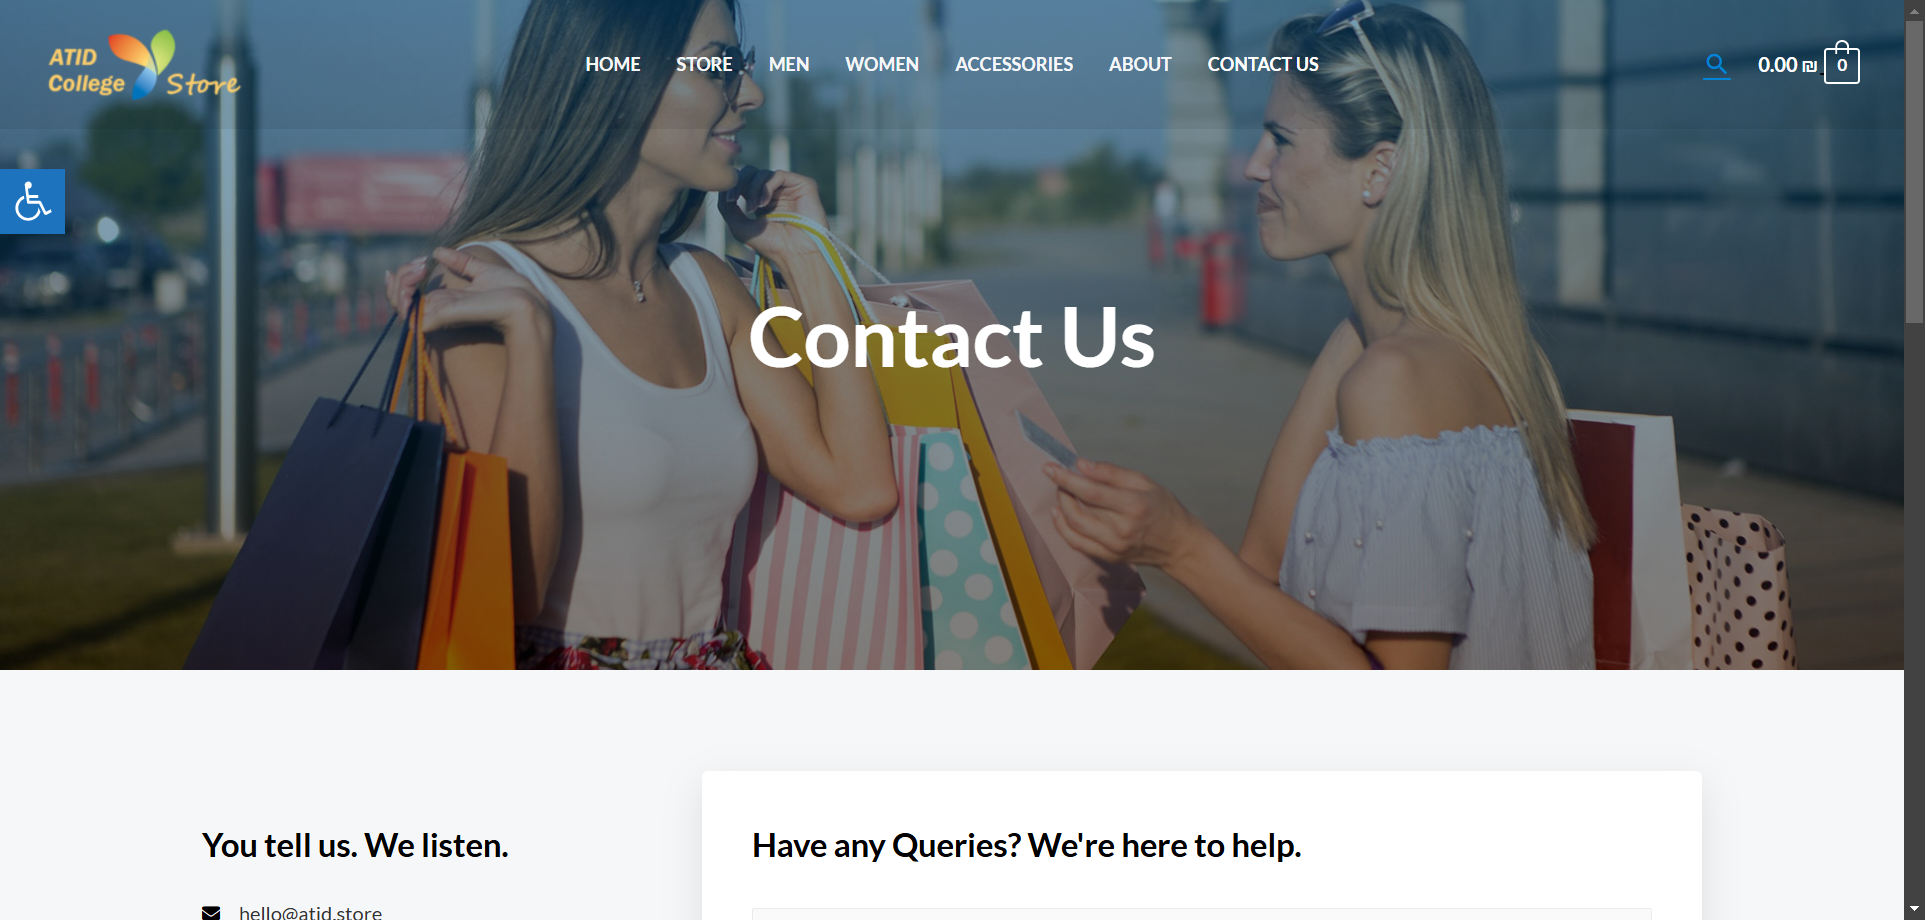 ATID
College Store
HOME STORE MEN WOMEN ACCESSORIES ABOUT CONTACT US
0.00 ₪ 0
Contact Us
You tell us. We listen.
hello@atid.store
Have any Queries? We're here to help.